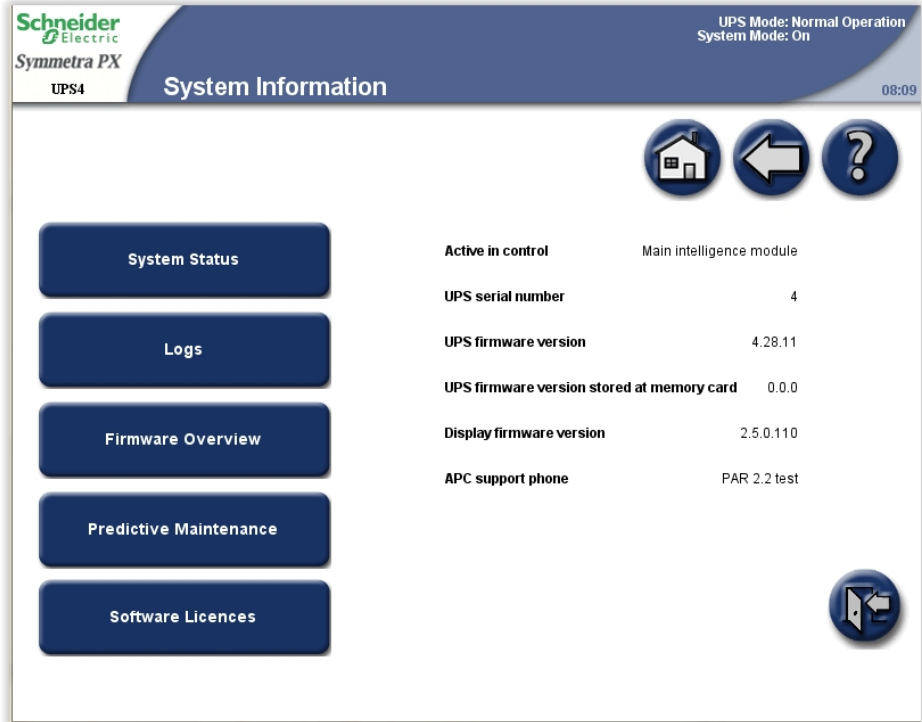 Schneider
Electric
Symmetra PX
UPS4
System Information
UPS Mode: Normal Operation
System Mode: On
08:09
?
System Status
Logs
Firmware Overview
Predictive Maintenance
Software Licences
Active in control Main intelligence module
UPS serial number 4
UPS firmware version 4.28.11
UPS firmware version stored at memory card 0.0.0
Display firmware version 2.5.0.110
APC support phone PAR 2.2 test